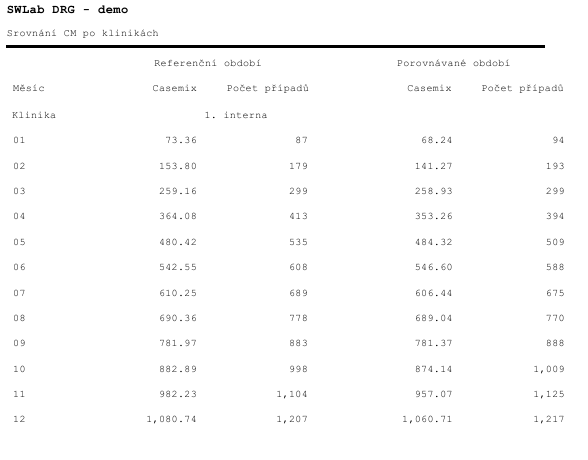 SWLab DRG - demo
Srovnání CM po klinikách
Referenční období Porovnávané období
Měsíc Casemix Počet případů Casemix Počet případů
Klinika 1. interna
01 73.36 87 68.24 94
02 153.80 179 141.27 193
03 259.16 299 258.93 299
04 364.08 413 353.26 394
05 480.42 535 484.32 509
06 542.55 608 546.60 588
07 610.25 689 606.44 675
08 690.36 778 689.04 770
09 781.97 883 781.37 888
10 882.89 998 874.14 1,009
11 982.23 1,104 957.07 1,125
12 1,080.74 1,207 1,060.71 1,217